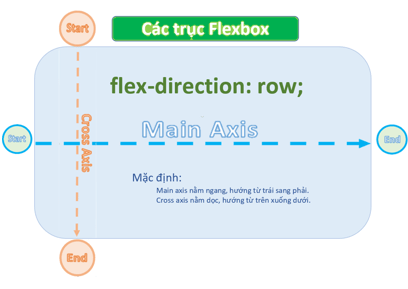 Start
Các trục Flexbox
flex-direction: row;
Main Axis
Start
End
Cross Axis
Mặc định:
Main axis nằm ngang, hướng từ trái sang phải.
Cross axis nằm dọc, hướng từ trên xuống dưới.
End